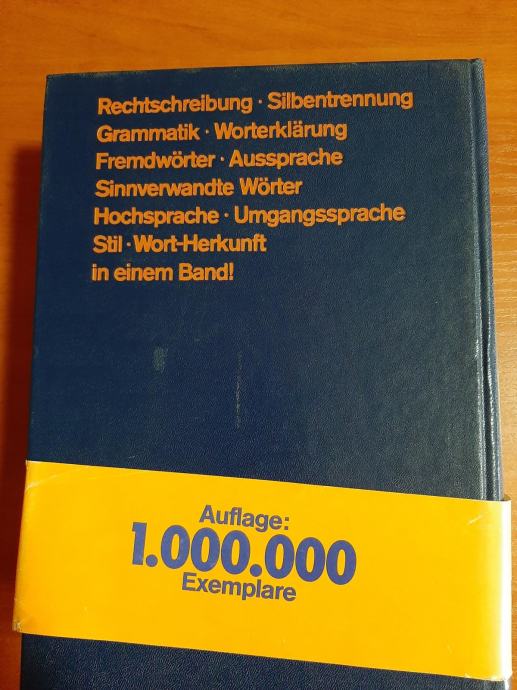 Rechtschreibung · Silbentrennung
Grammatik · Worterklärung
Fremdwörter · Aussprache
Sinnverwandte Wörter
Hochsprache · Umgangssprache
Stil · Wort-Herkunft
in einem Band!
Auflage:
1.000.000
Exemplare